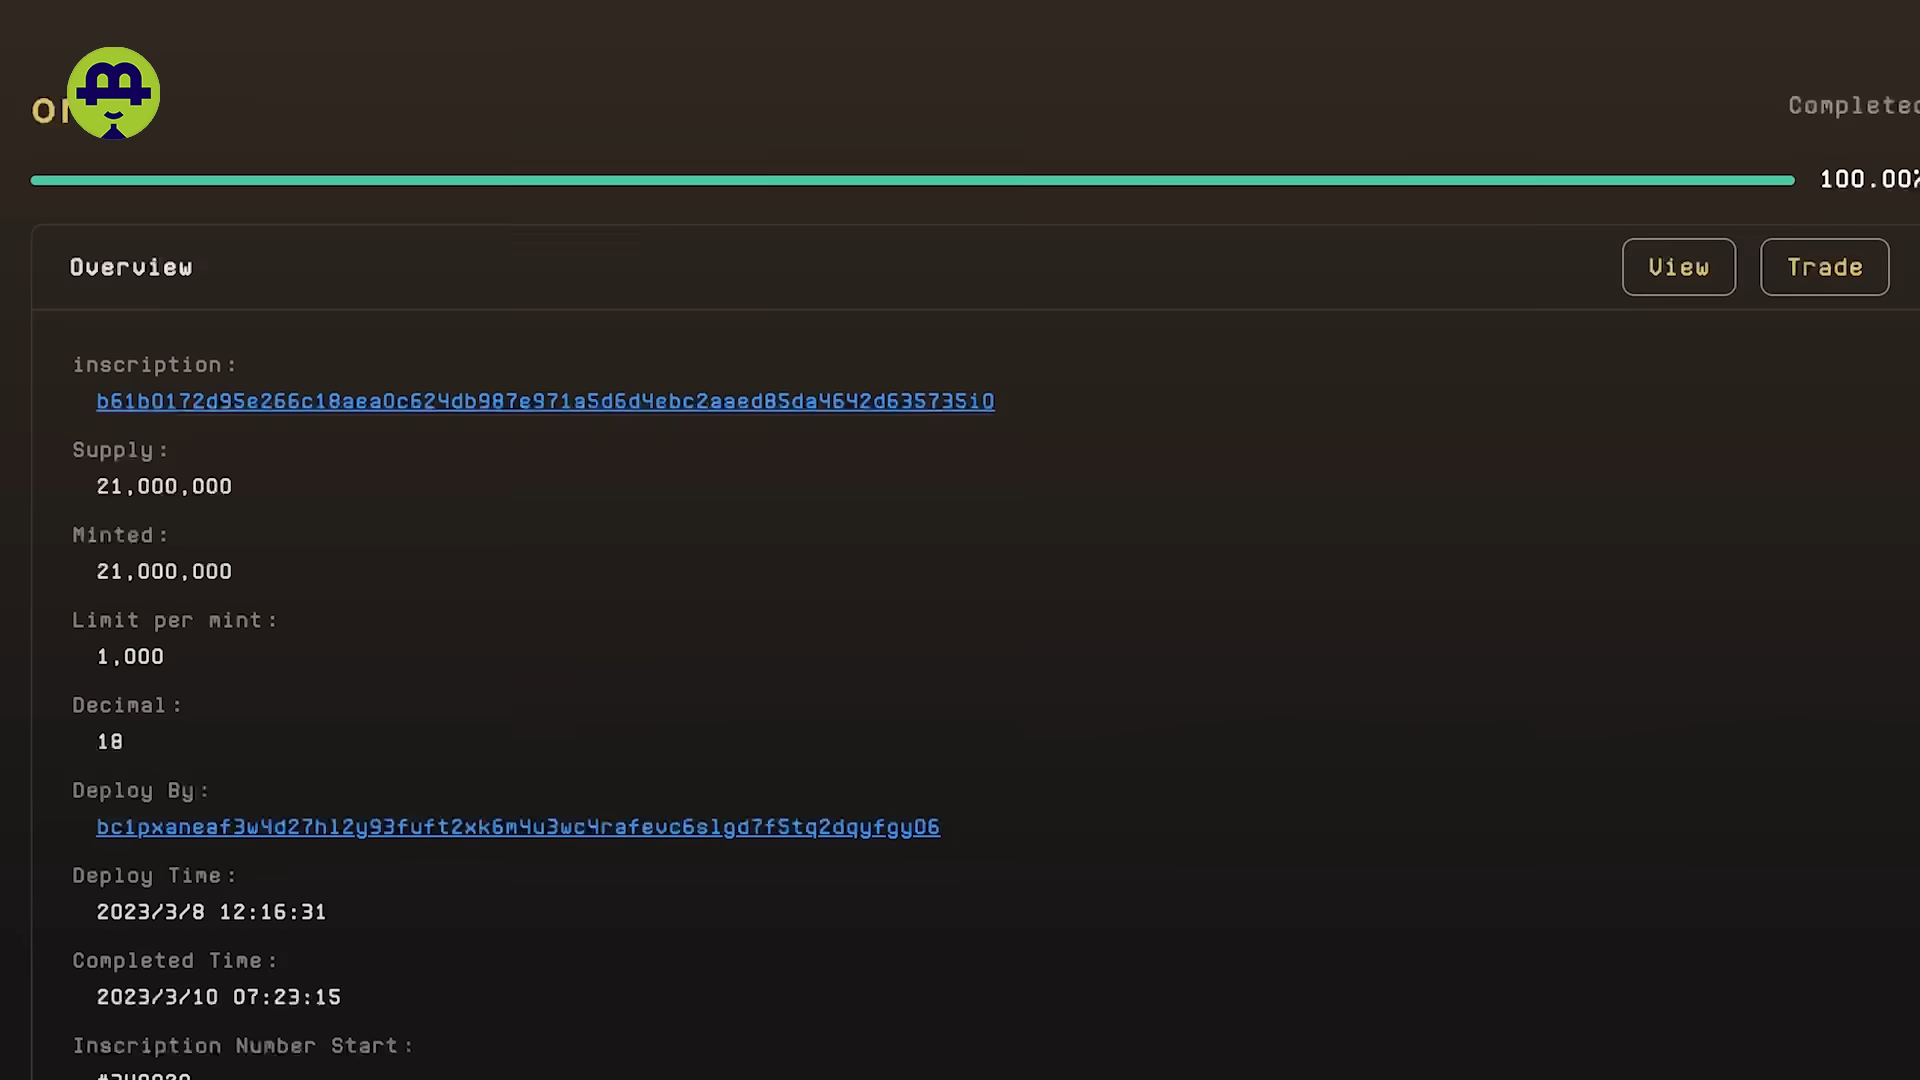 Completed
100.00%
Overview
View
Trade
inscription:
b61b0172d95e266c18aea0c624db987e971a5d6d4ebc2aaed85da4642d635735i0
Supply:
21,000,000
Minted:
21,000,000
Limit per mint:
1,000
Decimal:
18
Deploy By:
bc1pxaneaf3w4d27hl2y93fuft2xk6m4u3wc4rafevc6slgd7f5tq2dqyfgy06
Deploy Time:
2023/3/8 12:16:31
Completed Time:
2023/3/10 07:23:15
Inscription Number Start: